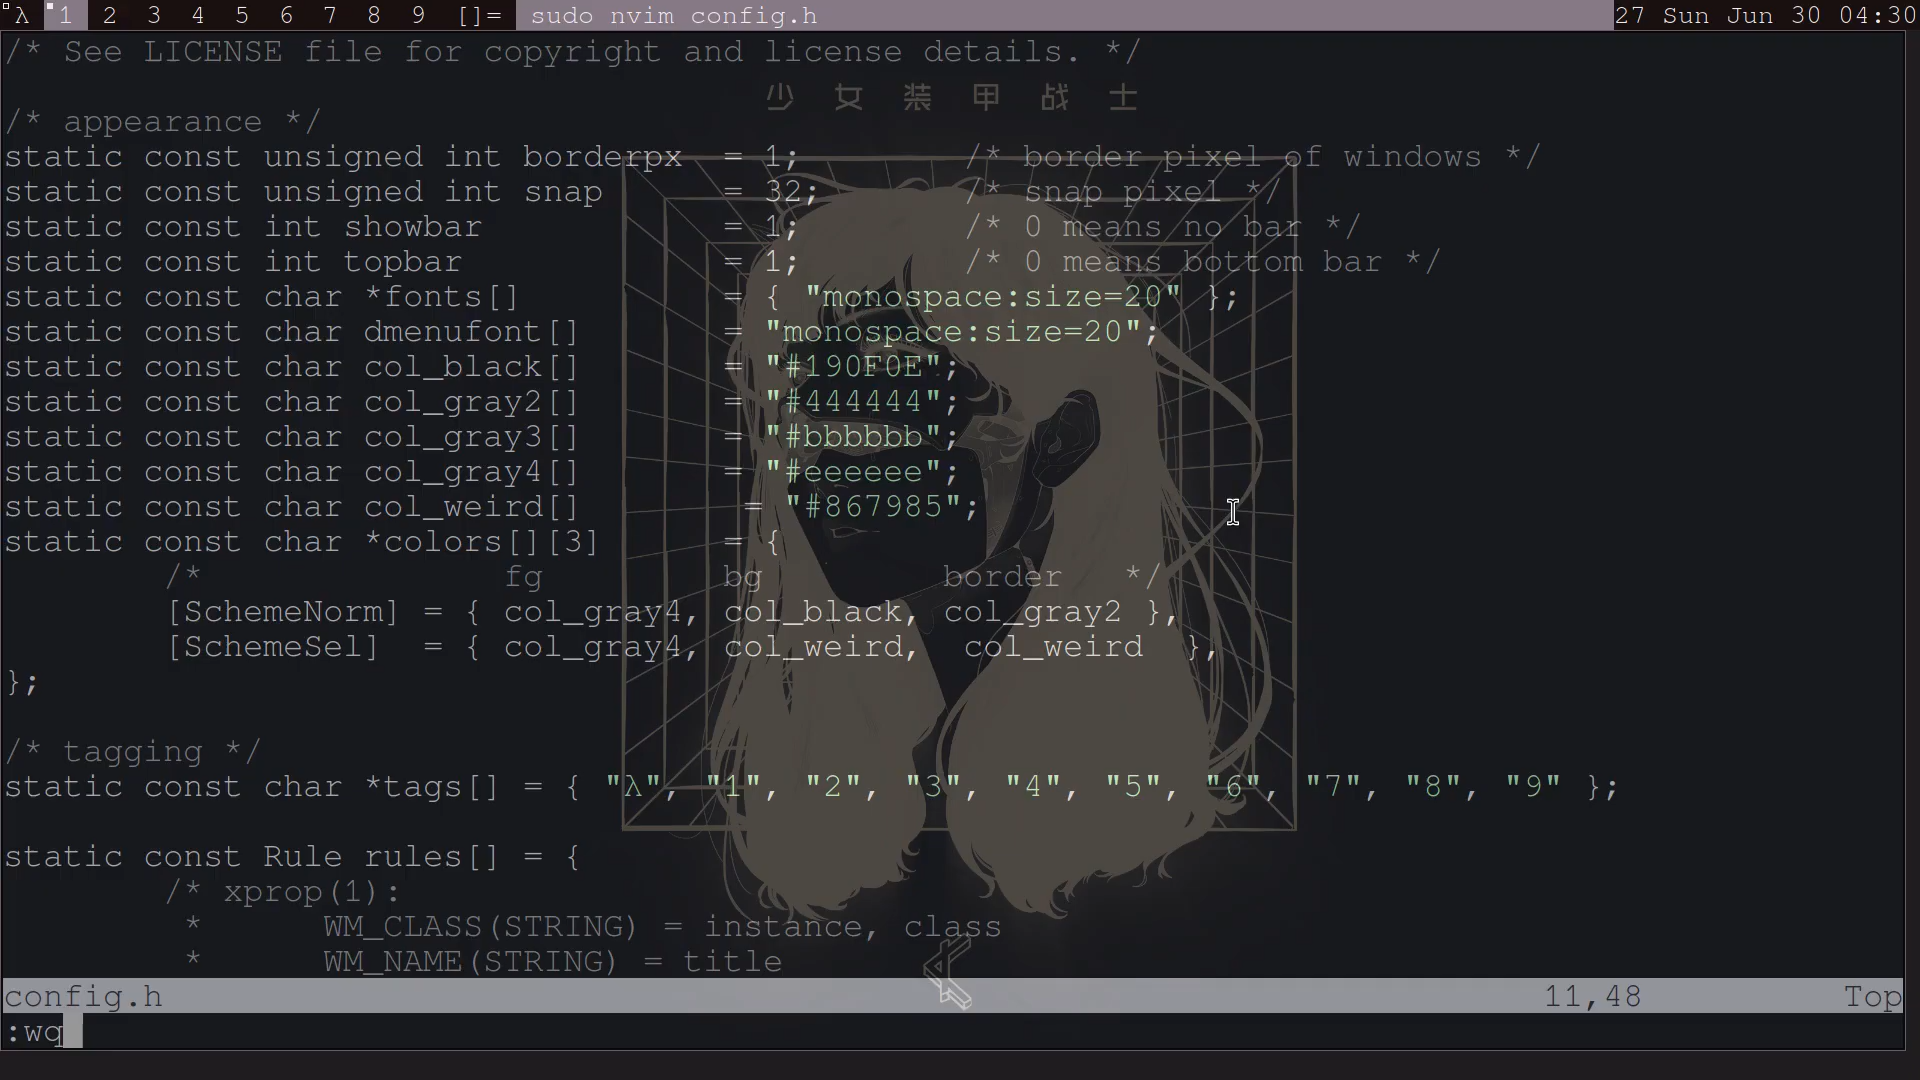 λ 1 2 3 4 5 6 7 8 9 []= sudo nvim config.h 27 Sun Jun 30 04:30
/* See LICENSE file for copyright and license details. */
少女装甲战士
/* appearance */
static const unsigned int borderpx = 1; /* border pixel of windows */
static const unsigned int snap = 32; /* snap pixel */
static const int showbar = 1; /* 0 means no bar */
static const int topbar = 1; /* 0 means bottom bar */
static const char *fonts[] = { "monospace:size=20" };
static const char dmenufont[] = "monospace:size=20";
static const char col_black[] = "#190F0E";
static const char col_gray2[] = "#444444";
static const char col_gray3[] = "#bbbbbb";
static const char col_gray4[] = "#eeeeee";
static const char col_weird[] = "#867985";
static const char *colors[][3] = {
/* fg bg border */
[SchemeNorm] = { col_gray4, col_black, col_gray2 },
[SchemeSel] = { col_gray4, col_weird, col_weird },
};
/* tagging */
static const char *tags[] = { "λ", "1", "2", "3", "4", "5", "6", "7", "8", "9" };
static const Rule rules[] = {
/* xprop(1):
* WM_CLASS(STRING) = instance, class
* WM_NAME(STRING) = title
config.h 11,48 Top
:wq